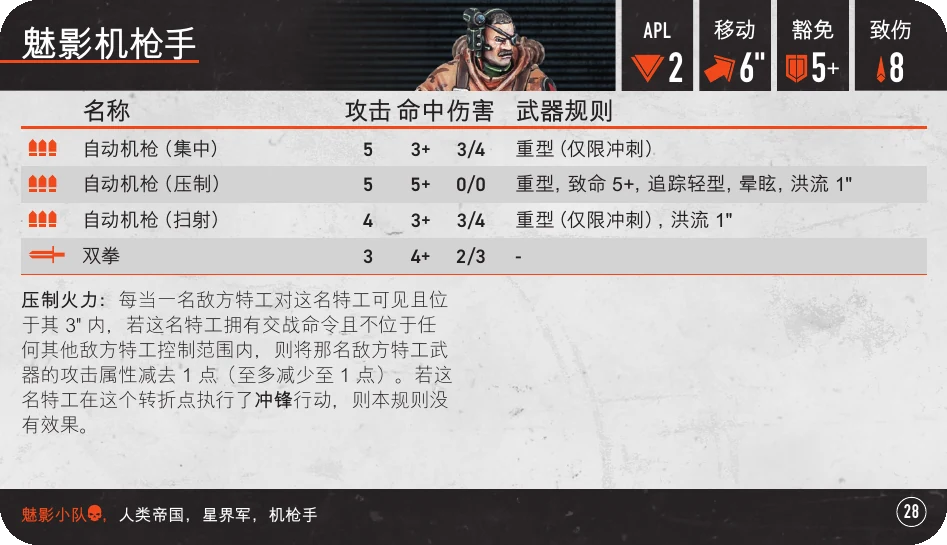 魅影机枪手
APL 移动 豁免 致伤
2 6" 5+ 8
名称 攻击 命中 伤害 武器规则
自动机枪（集中） 5 3+ 3/4 重型（仅限冲刺）
自动机枪（压制） 5 5+ 0/0 重型, 致命 5+, 追踪轻型, 晕眩, 洪流 1"
自动机枪（扫射） 4 3+ 3/4 重型（仅限冲刺）, 洪流 1"
双拳 3 4+ 2/3 -
压制火力：每当一名敌方特工对这名特工可见且位
于其 3" 内，若这名特工拥有交战命令且不位于任
何其他敌方特工控制范围内，则将那名敌方特工武
器的攻击属性减去 1 点（至多减少至 1 点）。若这
名特工在这个转折点执行了冲锋行动，则本规则没
有效果。
魅影小队，人类帝国，星界军，机枪手
28